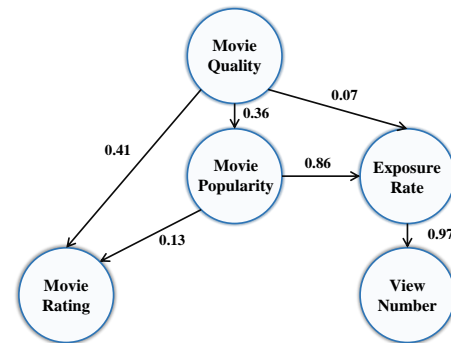 Movie
Quality
0.07
0.36
0.41
Movie
Popularity
0.86
Exposure
Rate
0.13
0.97
Movie
Rating
View
Number